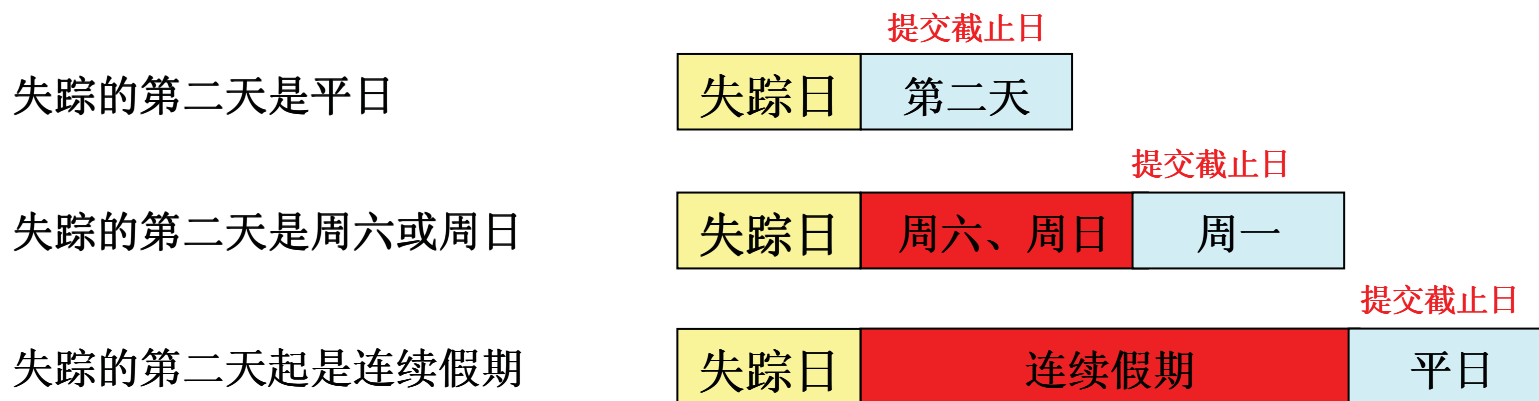 提交截止日
失踪的第二天是平日 失踪日 第二天
提交截止日
失踪的第二天是周六或周日 失踪日 周六、周日 周一
提交截止日
失踪的第二天起是连续假期 失踪日 连续假期 平日